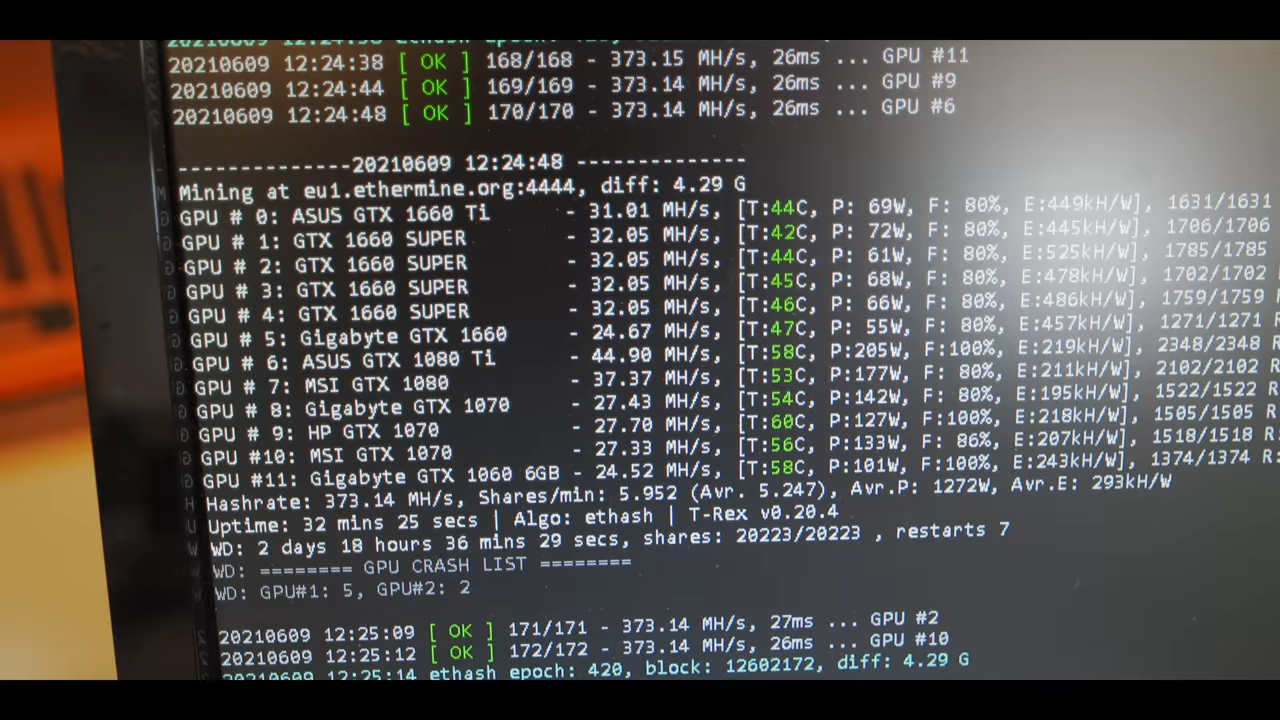 20210609 12:24:38 [ OK ] 168/168 - 373.15 MH/s, 26ms ... GPU #11
20210609 12:24:44 [ OK ] 169/169 - 373.14 MH/s, 26ms ... GPU #9
20210609 12:24:48 [ OK ] 170/170 - 373.14 MH/s, 26ms ... GPU #6
--------------20210609 12:24:48 --------------
Mining at eu1.ethermine.org:4444, diff: 4.29 G
GPU # 0: ASUS GTX 1660 Ti - 31.01 MH/s, [T:44C, P: 69W, F: 80%, E:449kH/W], 1631/1631
GPU # 1: GTX 1660 SUPER - 32.05 MH/s, [T:42C, P: 72W, F: 80%, E:445kH/W], 1706/1706
GPU # 2: GTX 1660 SUPER - 32.05 MH/s, [T:44C, P: 61W, F: 80%, E:525kH/W], 1785/1785
GPU # 3: GTX 1660 SUPER - 32.05 MH/s, [T:45C, P: 68W, F: 80%, E:478kH/W], 1702/1702
GPU # 4: GTX 1660 SUPER - 32.05 MH/s, [T:46C, P: 66W, F: 80%, E:486kH/W], 1759/1759
GPU # 5: Gigabyte GTX 1660 - 24.67 MH/s, [T:47C, P: 55W, F: 80%, E:457kH/W], 1271/1271
GPU # 6: ASUS GTX 1080 Ti - 44.90 MH/s, [T:58C, P:205W, F:100%, E:219kH/W], 2348/2348 R
GPU # 7: MSI GTX 1080 - 37.37 MH/s, [T:53C, P:177W, F: 80%, E:211kH/W], 2102/2102 R
GPU # 8: Gigabyte GTX 1070 - 27.43 MH/s, [T:54C, P:142W, F: 80%, E:195kH/W], 1522/1522 R
GPU # 9: HP GTX 1070 - 27.70 MH/s, [T:60C, P:127W, F:100%, E:218kH/W], 1505/1505 R
GPU #10: MSI GTX 1070 - 27.33 MH/s, [T:56C, P:133W, F: 86%, E:207kH/W], 1518/1518 R:
GPU #11: Gigabyte GTX 1060 6GB - 24.52 MH/s, [T:58C, P:101W, F:100%, E:243kH/W], 1374/1374 R:
Hashrate: 373.14 MH/s, Shares/min: 5.952 (Avr. 5.247), Avr.P: 1272W, Avr.E: 293kH/W
Uptime: 32 mins 25 secs | Algo: ethash | T-Rex v0.20.4
WD: 2 days 18 hours 36 mins 29 secs, shares: 20223/20223 , restarts 7
WD: ======== GPU CRASH LIST ========
WD: GPU#1: 5, GPU#2: 2
20210609 12:25:09 [ OK ] 171/171 - 373.14 MH/s, 27ms ... GPU #2
20210609 12:25:12 [ OK ] 172/172 - 373.14 MH/s, 26ms ... GPU #10
20210609 12:25:14 ethash epoch: 420, block: 12602172, diff: 4.29 G